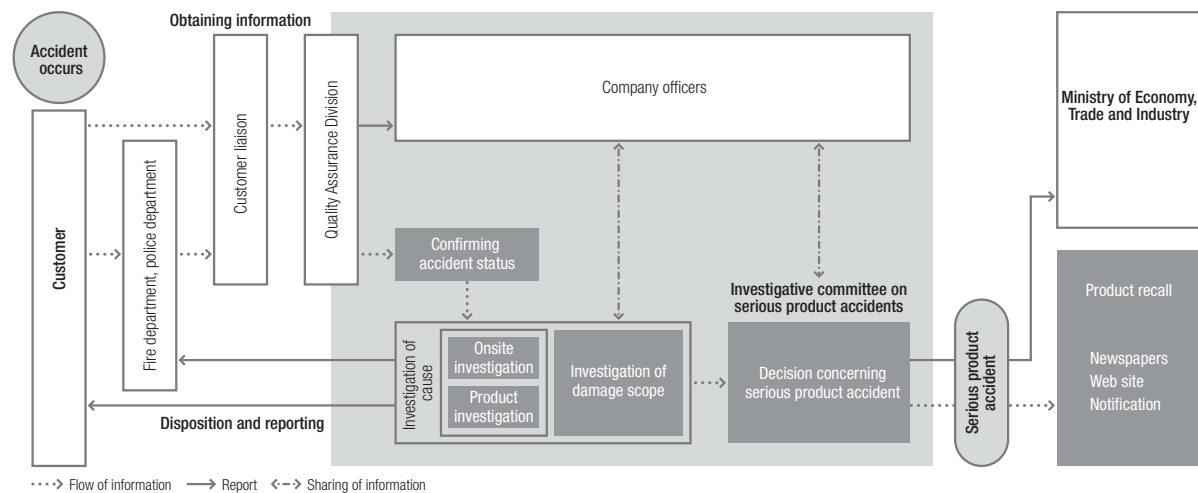 Obtaining information
Accident
occurs
Customer
Fire department, police department
Customer liaison
Quality Assurance Division
Company officers
Confirming
accident status
Investigation of
cause
Onsite
investigation
Product
investigation
Investigation of
damage scope
Investigative committee on
serious product accidents
Decision concerning
serious product accident
Serious product
accident
Ministry of Economy,
Trade and Industry
Product recall
Newspapers
Web site
Notification
Disposition and reporting
Flow of information
Report
Sharing of information